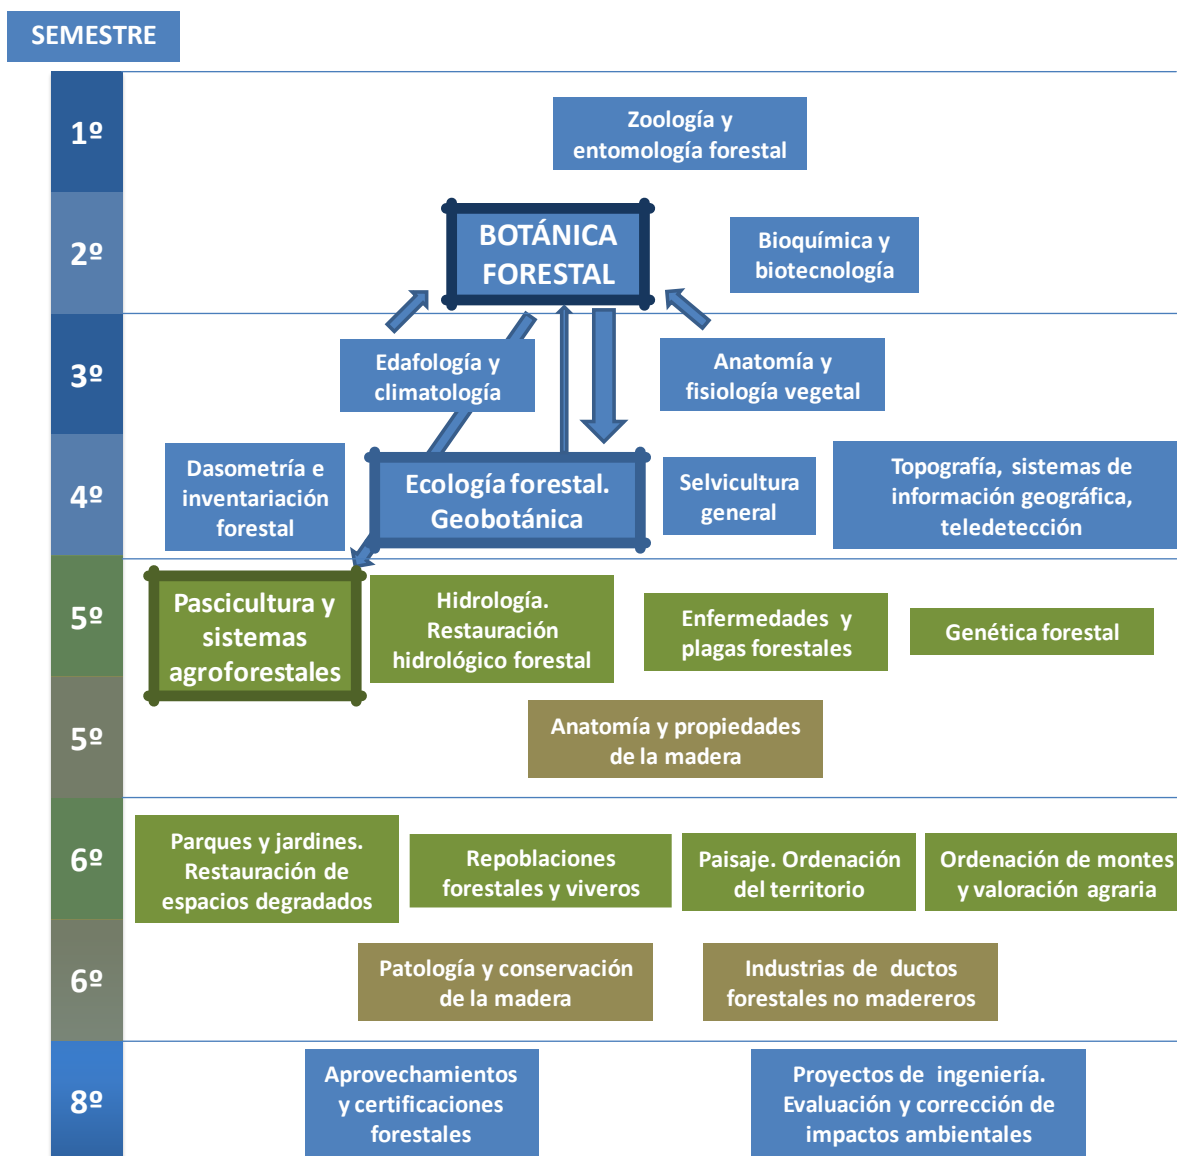 SEMESTRE
1º
Zoología y
entomología forestal
2º
BOTÁNICA
FORESTAL
Bioquímica y
biotecnología
3º
Edafología y
climatología
Anatomía y
fisiología vegetal
4º
Dasometría e
inventariación
forestal
Ecología forestal.
Geobotánica
Selvicultura
general
Topografía, sistemas de
información geográfica,
teledetección
5º
Pascicultura y
sistemas
agroforestales
Hidrología.
Restauración
hidrológico forestal
Enfermedades y
plagas forestales
Genética forestal
5º
Anatomía y propiedades
de la madera
6º
Parques y jardines.
Restauración de
espacios degradados
Repoblaciones
forestales y viveros
Paisaje. Ordenación
del territorio
Ordenación de montes
y valoración agraria
6º
Patología y conservación
de la madera
Industrias de ductos
forestales no madereros
8º
Aprovechamientos
y certificaciones
forestales
Proyectos de ingeniería.
Evaluación y corrección de
impactos ambientales